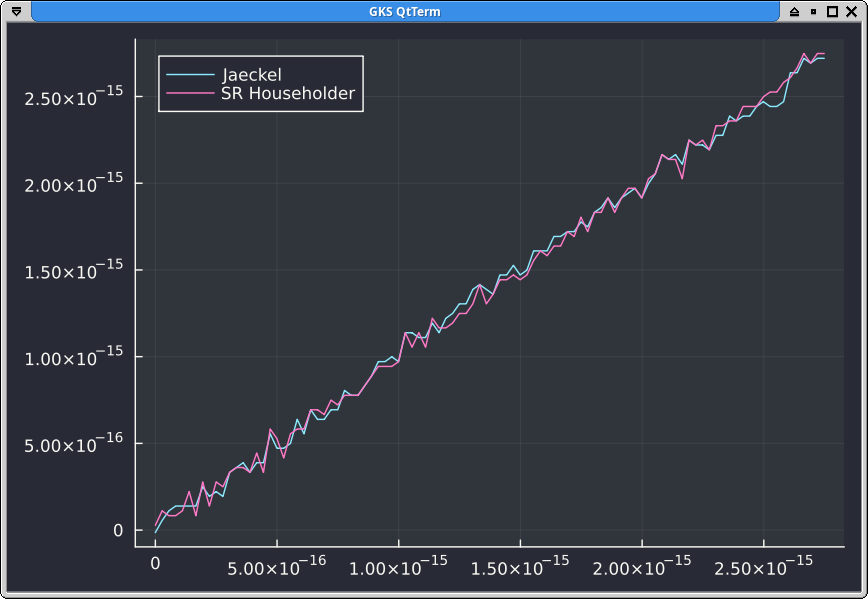 GKS QtTerm
Jaeckel
SR Householder
2.50×10⁻¹⁵
2.00×10⁻¹⁵
1.50×10⁻¹⁵
1.00×10⁻¹⁵
5.00×10⁻¹⁶
0
0 5.00×10⁻¹⁶ 1.00×10⁻¹⁵ 1.50×10⁻¹⁵ 2.00×10⁻¹⁵ 2.50×10⁻¹⁵